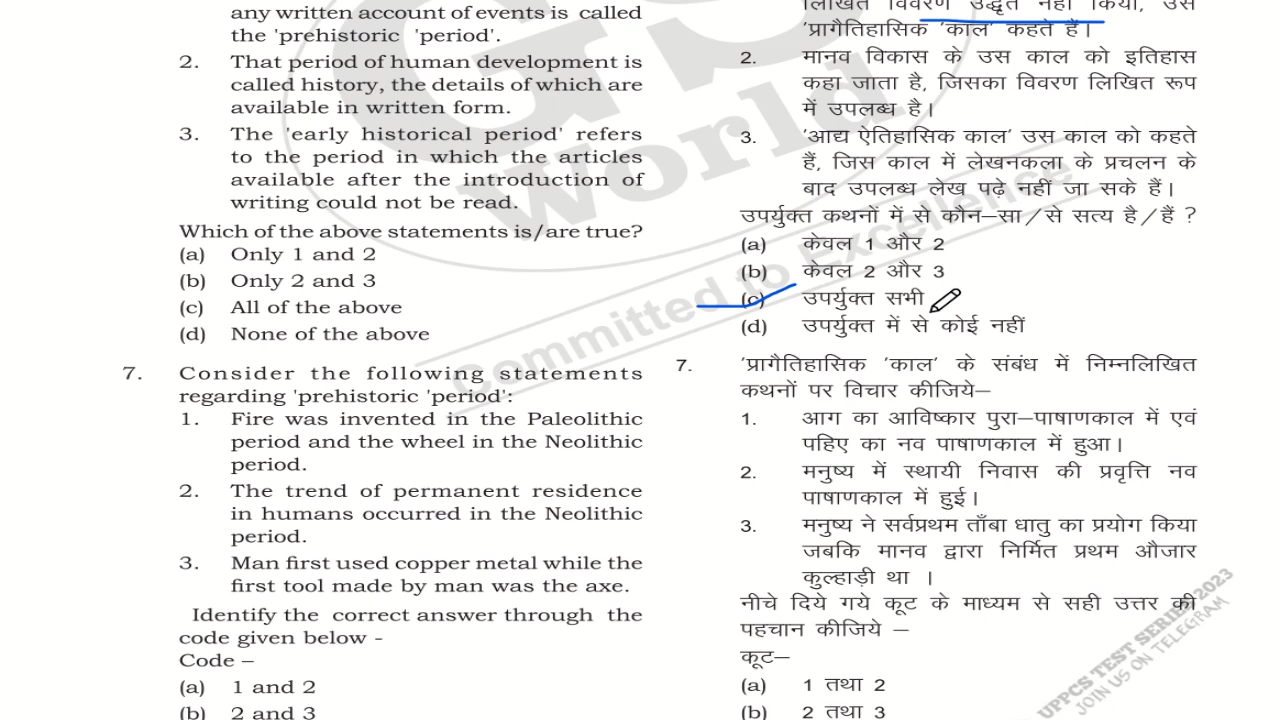 any written account of events is called
the 'prehistoric 'period'.
2. That period of human development is
called history, the details of which are
available in written form.
3. The 'early historical period' refers
to the period in which the articles
available after the introduction of
writing could not be read.
Which of the above statements is/are true?
(a) Only 1 and 2
(b) Only 2 and 3
(c) All of the above
(d) None of the above
7. Consider the following statements
regarding 'prehistoric 'period':
1. Fire was invented in the Paleolithic
period and the wheel in the Neolithic
period.
2. The trend of permanent residence
in humans occurred in the Neolithic
period.
3. Man first used copper metal while the
first tool made by man was the axe.
Identify the correct answer through the
code given below -
Code –
(a) 1 and 2
(b) 2 and 3
लिखित विवरण उद्धृत नहीं किया, उसे
'प्रागैतिहासिक 'काल' कहते हैं।
2. मानव विकास के उस काल को इतिहास
कहा जाता है, जिसका विवरण लिखित रूप
में उपलब्ध है।
3. 'आद्य ऐतिहासिक काल' उस काल को कहते
हैं, जिस काल में लेखनकला के प्रचलन के
बाद उपलब्ध लेख पढ़े नहीं जा सके हैं।
उपर्युक्त कथनों में से कौन–सा/से सत्य है/हैं ?
(a) केवल 1 और 2
(b) केवल 2 और 3
(c) उपर्युक्त सभी
(d) उपर्युक्त में से कोई नहीं
7. 'प्रागैतिहासिक 'काल' के संबंध में निम्नलिखित
कथनों पर विचार कीजिये–
1. आग का आविष्कार पुरा–पाषाणकाल में एवं
पहिए का नव पाषाणकाल में हुआ।
2. मनुष्य में स्थायी निवास की प्रवृत्ति नव
पाषाणकाल में हुई।
3. मनुष्य ने सर्वप्रथम ताँबा धातु का प्रयोग किया
जबकि मानव द्वारा निर्मित प्रथम औजार
कुल्हाड़ी था ।
नीचे दिये गये कूट के माध्यम से सही उत्तर की
पहचान कीजिये –
कूट–
(a) 1 तथा 2
(b) 2 तथा 3
GS
World
Committed to Excellence
UPPCS TEST SERIES 2023
JOIN US ON TELEGRAM